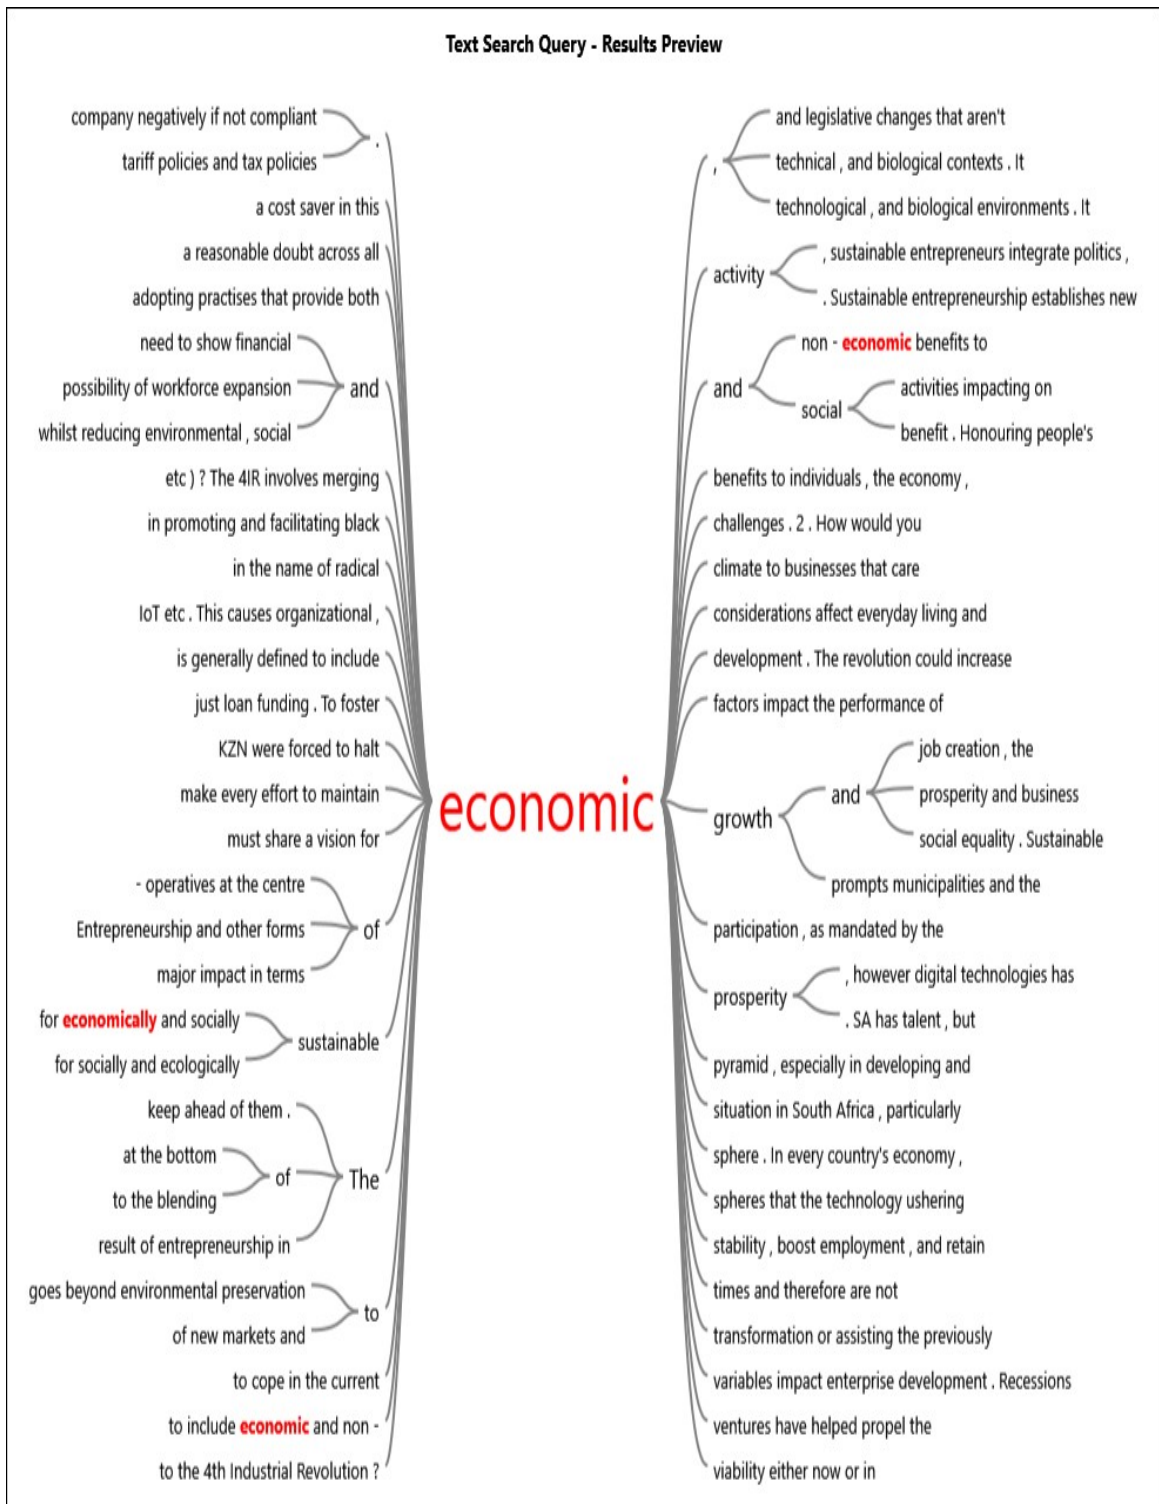 Text Search Query - Results Preview
company negatively if not compliant
tariff policies and tax policies
.
a cost saver in this
a reasonable doubt across all
adopting practises that provide both
need to show financial
possibility of workforce expansion
whilst reducing environmental , social
and
etc ) ? The 4IR involves merging
in promoting and facilitating black
in the name of radical
IoT etc . This causes organizational ,
is generally defined to include
just loan funding . To foster
KZN were forced to halt
make every effort to maintain
must share a vision for
- operatives at the centre
Entrepreneurship and other forms
major impact in terms
of
for economically and socially
for socially and ecologically
sustainable
keep ahead of them .
at the bottom
to the blending
of
result of entrepreneurship in
The
goes beyond environmental preservation
of new markets and
to
to cope in the current
to include economic and non -
to the 4th Industrial Revolution ?
economic
,
and legislative changes that aren't
technical , and biological contexts . It
technological , and biological environments . It
activity
, sustainable entrepreneurs integrate politics ,
. Sustainable entrepreneurship establishes new
and
non - economic benefits to
social
activities impacting on
benefit . Honouring people's
benefits to individuals , the economy ,
challenges . 2 . How would you
climate to businesses that care
considerations affect everyday living and
development . The revolution could increase
factors impact the performance of
growth
and
job creation , the
prosperity and business
social equality . Sustainable
prompts municipalities and the
participation , as mandated by the
prosperity
, however digital technologies has
. SA has talent , but
pyramid , especially in developing and
situation in South Africa , particularly
sphere . In every country's economy ,
spheres that the technology ushering
stability , boost employment , and retain
times and therefore are not
transformation or assisting the previously
variables impact enterprise development . Recessions
ventures have helped propel the
viability either now or in